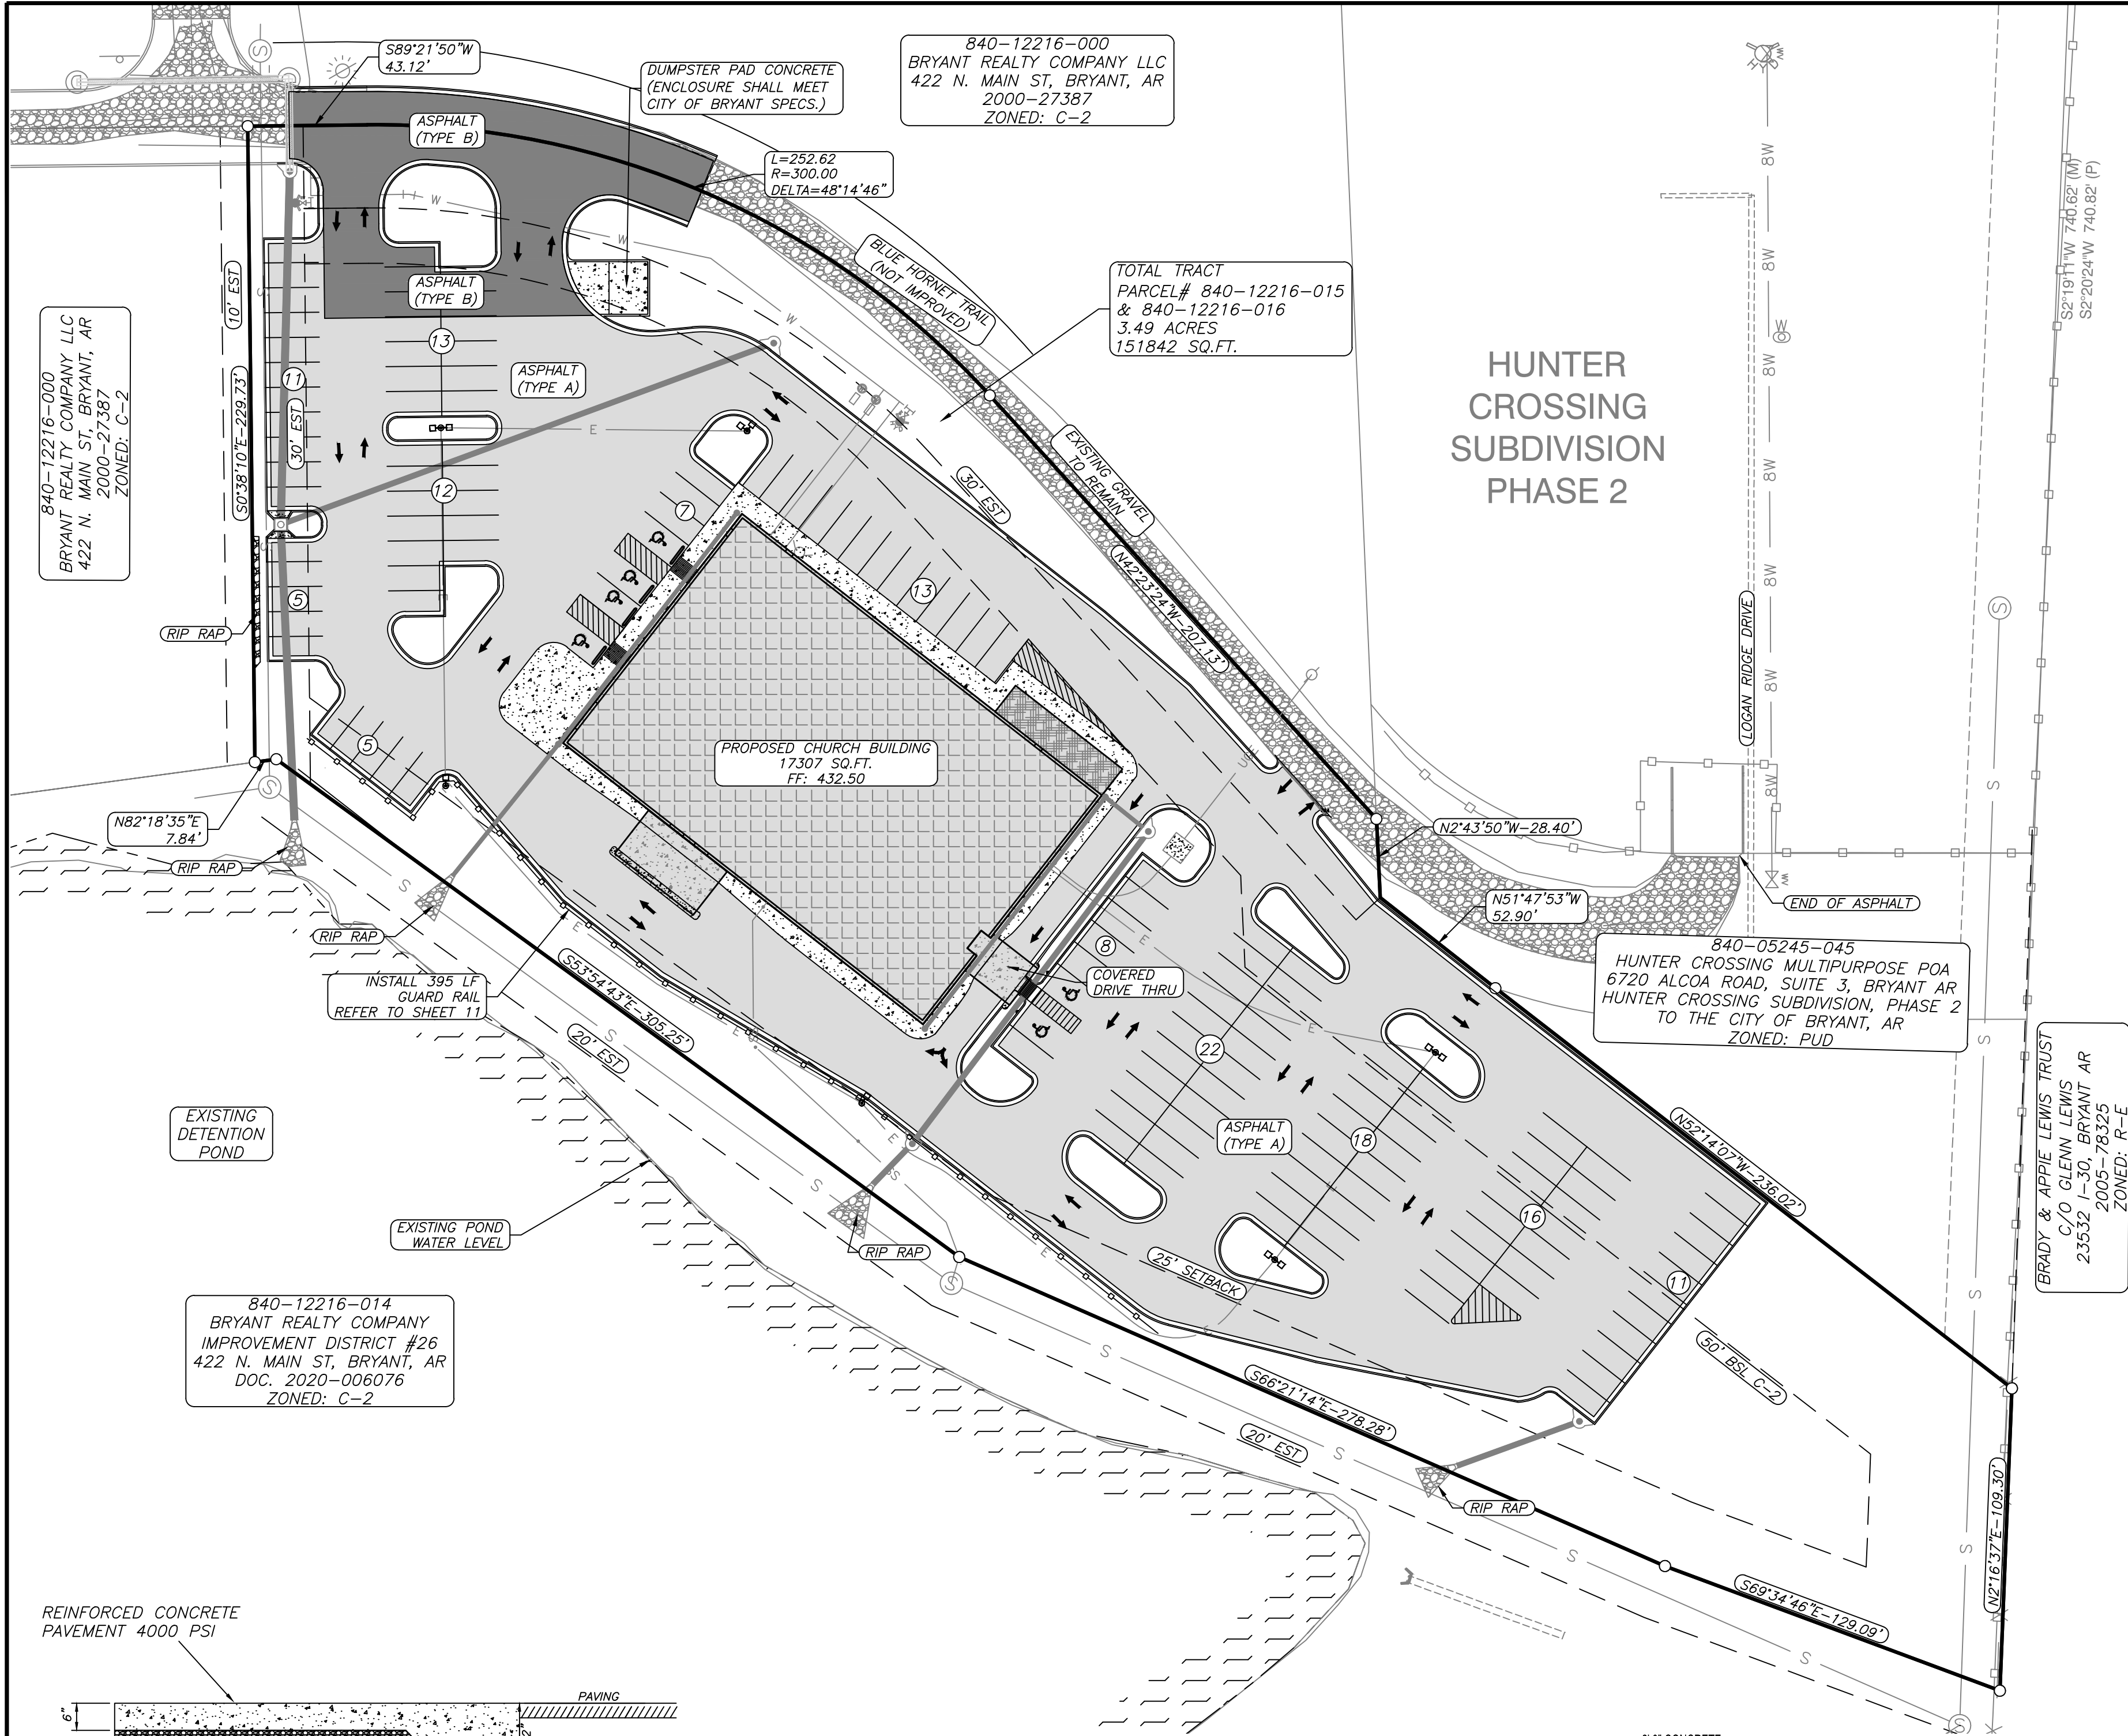 S89°21'50"W
43.12'
DUMPSTER PAD CONCRETE
(ENCLOSURE SHALL MEET
CITY OF BRYANT SPECS.)
840-12216-000
BRYANT REALTY COMPANY LLC
422 N. MAIN ST, BRYANT, AR
2000-27387
ZONED: C-2
ASPHALT
(TYPE B)
L=252.62
R=300.00
DELTA=48°14'46"
S2°19'11"W 740.62' (M)
S2°20'24"W 740.82' (P)
BLUE HORNET TRAIL
(NOT IMPROVED)
TOTAL TRACT
PARCEL# 840-12216-015
& 840-12216-016
3.49 ACRES
151842 SQ.FT.
10' EST
ASPHALT
(TYPE B)
840-12216-000
BRYANT REALTY COMPANY LLC
422 N. MAIN ST, BRYANT, AR
2000-27387
ZONED: C-2
S0°38'10"E-229.73'
13
11
30' EST
ASPHALT
(TYPE A)
HUNTER
CROSSING
SUBDIVISION
PHASE 2
12
30' EST
EXISTING GRAVEL
TO REMAIN
7
N42°23'24"W-207.13'
13
5
RIP RAP
LOGAN RIDGE DRIVE
5
PROPOSED CHURCH BUILDING
17307 SQ.FT.
FF: 432.50
N82°18'35"E
7.84'
RIP RAP
N2°43'50"W-28.40'
N51°47'53"W
52.90'
END OF ASPHALT
RIP RAP
8
840-05245-045
HUNTER CROSSING MULTIPURPOSE POA
6720 ALCOA ROAD, SUITE 3, BRYANT AR
HUNTER CROSSING SUBDIVISION, PHASE 2
TO THE CITY OF BRYANT, AR
ZONED: PUD
INSTALL 395 LF
GUARD RAIL
REFER TO SHEET 11
COVERED
DRIVE THRU
S53°54'43"E-305.25'
20' EST
22
BRADY & APPIE LEWIS TRUST
C/O GLENN LEWIS
23532 I-30, BRYANT AR
2005-78325
ZONED: R-E
EXISTING
DETENTION
POND
ASPHALT
(TYPE A)
18
N52°14'07"W-236.02'
16
EXISTING POND
WATER LEVEL
RIP RAP
25' SETBACK
11
840-12216-014
BRYANT REALTY COMPANY
IMPROVEMENT DISTRICT #26
422 N. MAIN ST, BRYANT, AR
DOC. 2020-006076
ZONED: C-2
50' BSL C-2
S66°21'14"E-278.28'
20' EST
RIP RAP
N2°16'37"E-109.30'
S69°34'46"E-129.09'
REINFORCED CONCRETE
PAVEMENT 4000 PSI
PAVING
6"